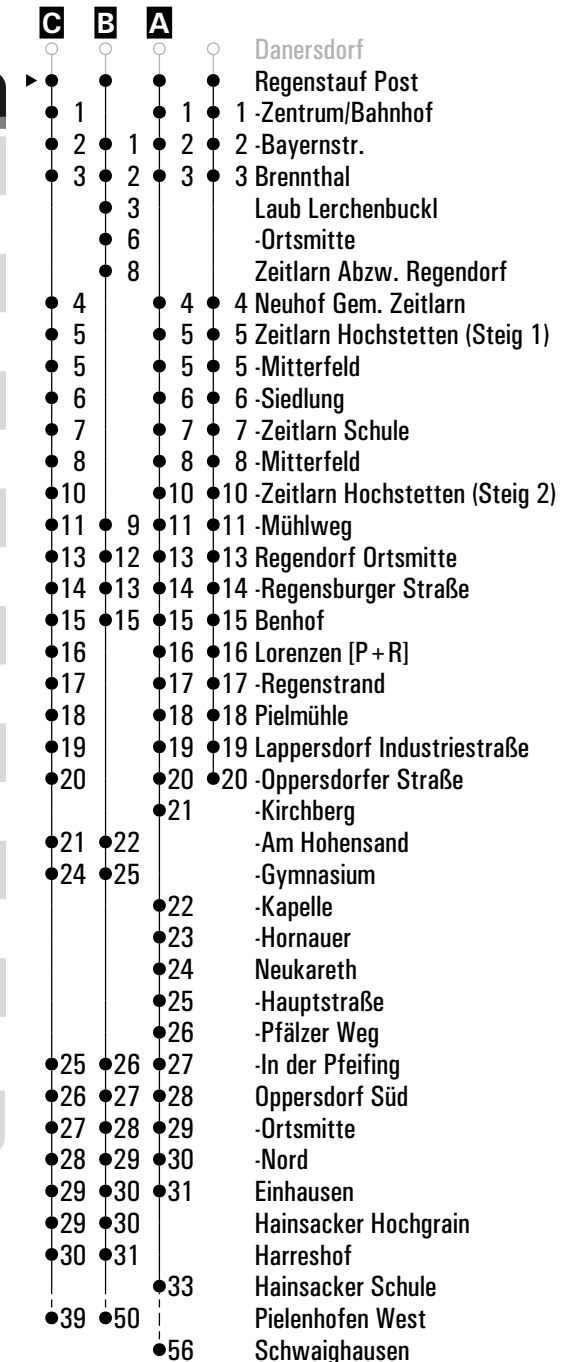 C B A
Danersdorf
Regenstauf Post
1 1 1 -Zentrum/Bahnhof
2 1 2 2 -Bayernstr.
3 2 3 3 Brennthal
3 Laub Lerchenbuckl
6 -Ortsmitte
8 Zeitlarn Abzw. Regendorf
4 4 4 Neuhof Gem. Zeitlarn
5 5 5 Zeitlarn Hochstetten (Steig 1)
5 5 5 -Mitterfeld
6 6 6 -Siedlung
7 7 7 -Zeitlarn Schule
8 8 8 -Mitterfeld
10 10 10 -Zeitlarn Hochstetten (Steig 2)
11 9 11 11 -Mühlweg
13 12 13 13 Regendorf Ortsmitte
14 13 14 14 -Regensburger Straße
15 15 15 15 Benhof
16 16 16 Lorenzen [P+R]
17 17 17 -Regenstrand
18 18 18 Pielmühle
19 19 19 Lappersdorf Industriestraße
20 20 20 -Oppersdorfer Straße
21 -Kirchberg
21 22 -Am Hohensand
24 25 -Gymnasium
22 -Kapelle
23 -Hornauer
24 Neukareth
25 -Hauptstraße
26 -Pfälzer Weg
25 26 27 -In der Pfeifing
26 27 28 Oppersdorf Süd
27 28 29 -Ortsmitte
28 29 30 -Nord
29 30 31 Einhausen
29 30 Hainsacker Hochgrain
30 31 Harreshof
33 Hainsacker Schule
39 50 Pielenhofen West
56 Schwaighausen